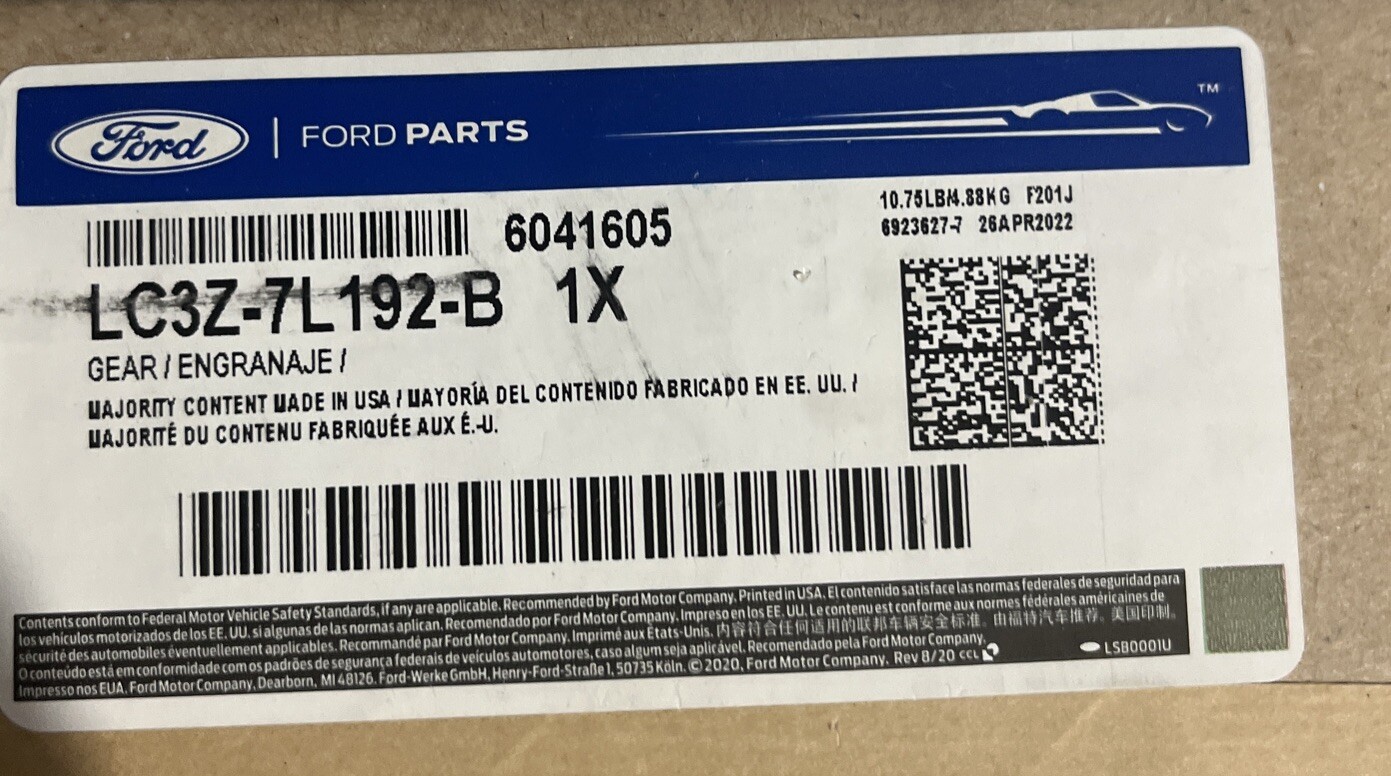 Ford | FORD PARTS
TM
6041605
10.75LB/4.88KG F201J
6923627-7 26APR2022
LC3Z-7L192-B 1X
GEAR / ENGRANAJE /
MAJORITY CONTENT MADE IN USA / MAYORÍA DEL CONTENIDO FABRICADO EN EE. UU. /
MAJORITÉ DU CONTENU FABRIQUÉE AUX É.-U.
Contents conform to Federal Motor Vehicle Safety Standards, if any are applicable. Recommended by Ford Motor Company. Printed in USA. El contenido satisface las normas federales de seguridad para
los vehículos motorizados de los EE. UU. si algunas de las normas aplican. Recomendado por Ford Motor Company. Impreso en los EE. UU. Le contenu est conforme aux normes fédérales américaines de
sécurité des automobiles éventuellement applicables. Recommandé par Ford Motor Company. Imprimé aux États-Unis. 内容符合任何适用的联邦车辆安全标准。由福特汽车推荐。美国印制。
O conteúdo está em conformidade com os padrões de segurança federais de veículos automotores, caso algum seja aplicável. Recomendado pela Ford Motor Company.
Impresso nos EUA. Ford Motor Company, Dearborn, MI 48126. Ford-Werke GmbH, Henry-Ford-Straße 1, 50735 Köln. © 2020, Ford Motor Company. Rev 8/20 CCL
LSB0001U